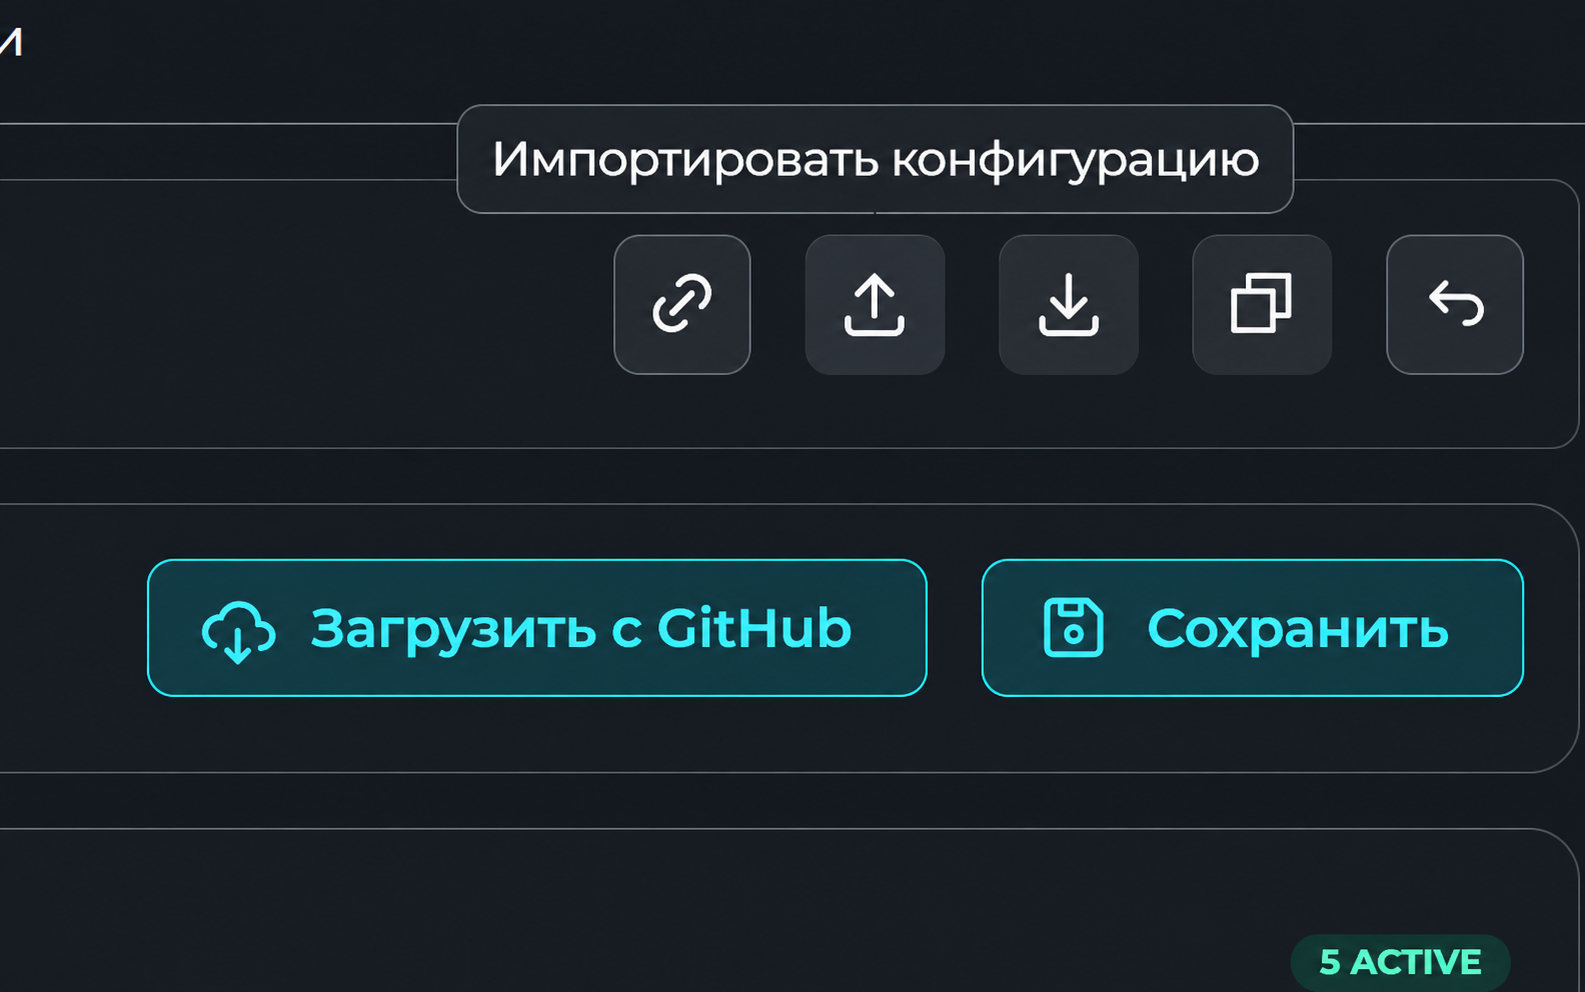 и
Импортировать конфигурацию
Загрузить с GitHub
Сохранить
5 ACTIVE